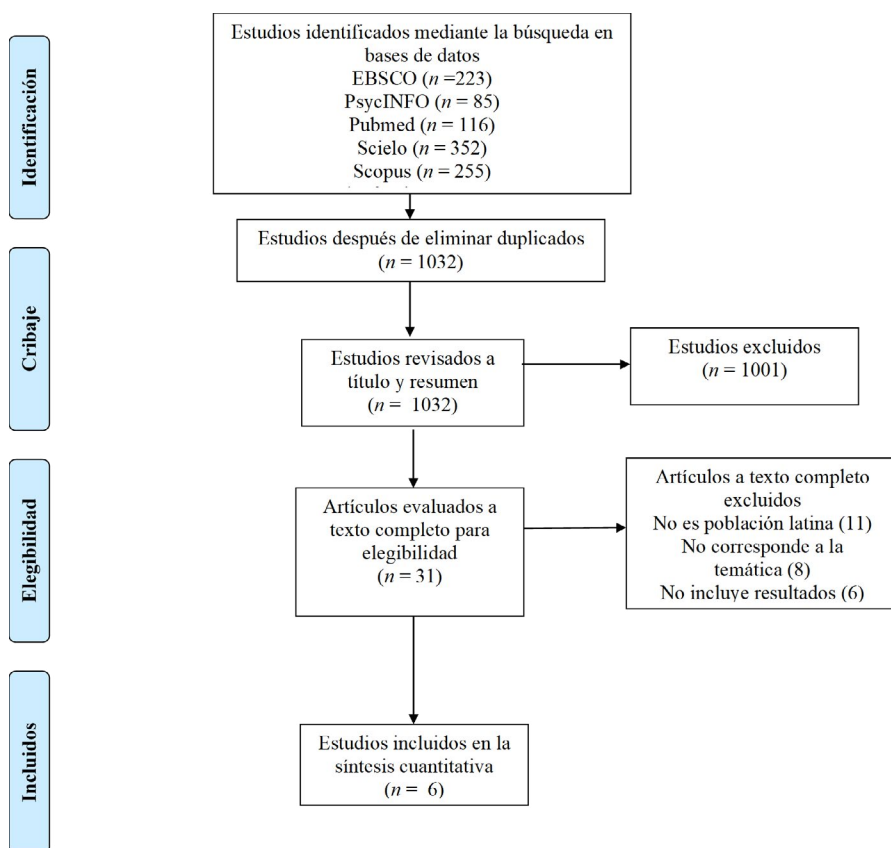 Identificación
Estudios identificados mediante la búsqueda en
bases de datos
EBSCO (n =223)
PsycINFO (n = 85)
Pubmed (n = 116)
Scielo (n = 352)
Scopus (n = 255)
Estudios después de eliminar duplicados
(n = 1032)
Cribaje
Estudios revisados a
título y resumen
(n = 1032)
Estudios excluidos
(n = 1001)
Elegibilidad
Artículos evaluados a
texto completo para
elegibilidad
(n = 31)
Artículos a texto completo
excluidos
No es población latina (11)
No corresponde a la
temática (8)
No incluye resultados (6)
Incluidos
Estudios incluidos en la
síntesis cuantitativa
(n = 6)